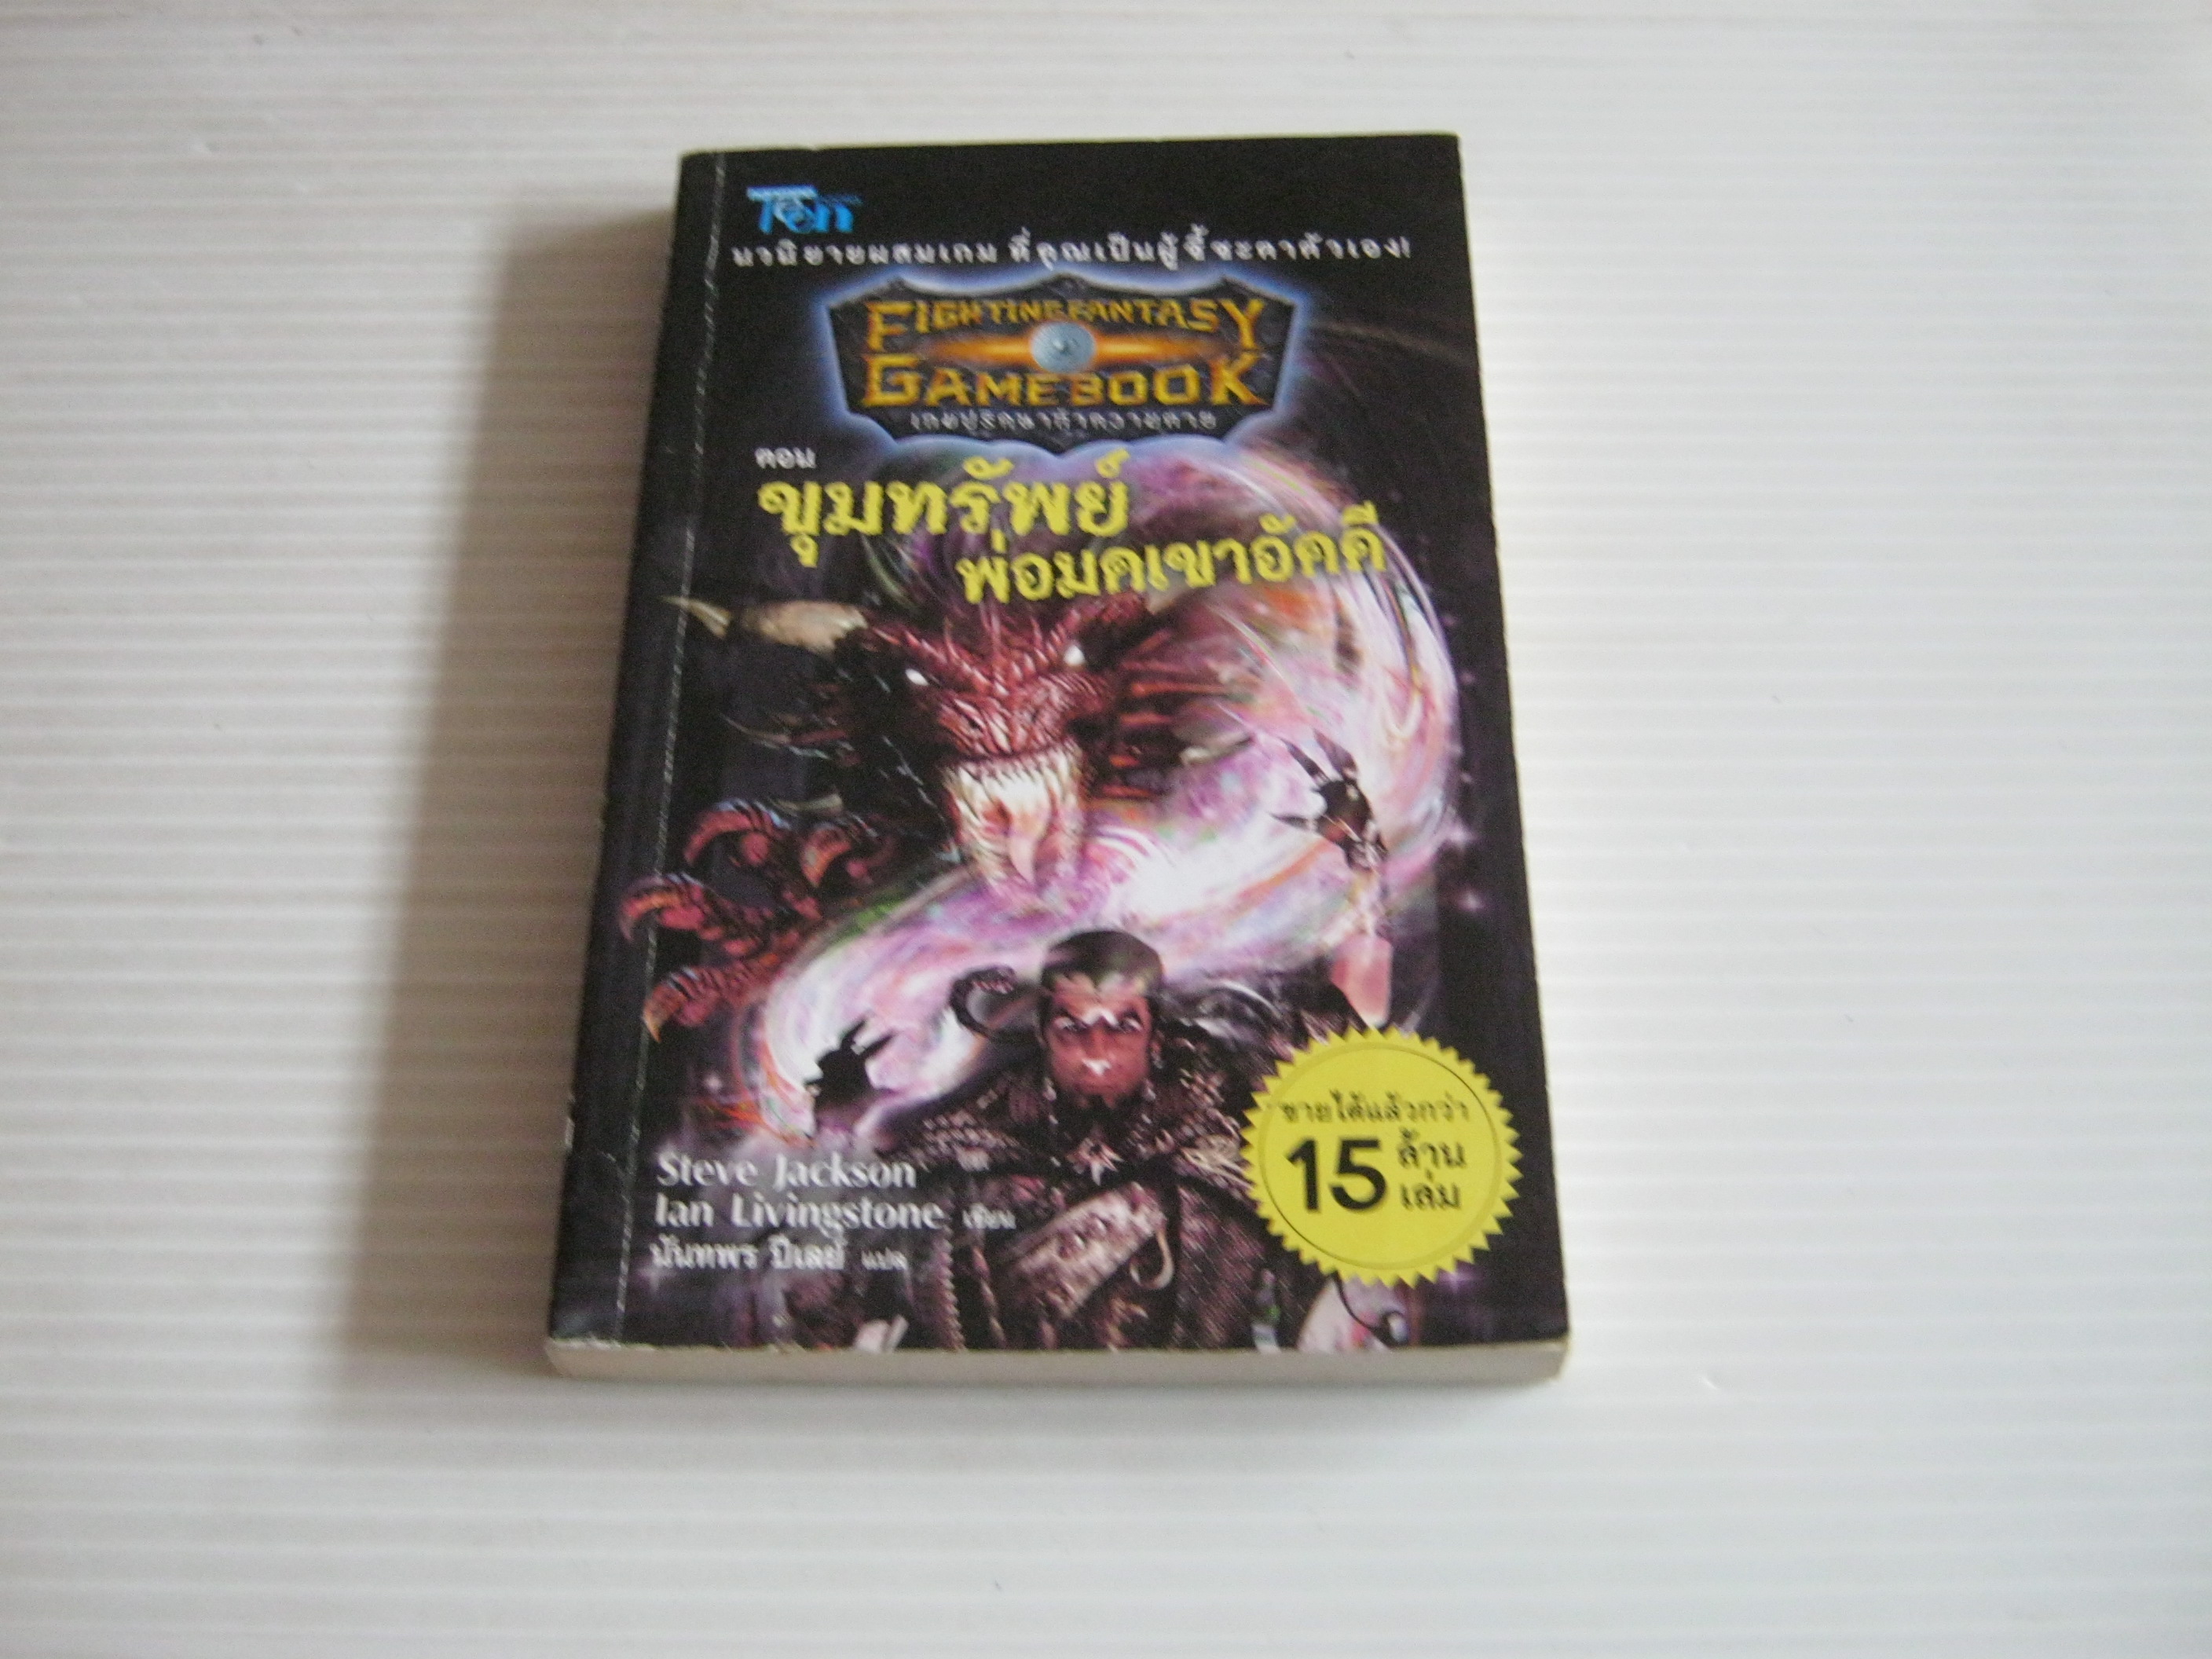 Ten
นวนิยายผสมเกม ที่คุณเป็นผู้ชี้ชะตาตัวเอง!
FIGHTING FANTASY
GAMEBOOK
เกมปริศนาท้าความตาย
ตอน
ขุมทรัพย์
พ่อมดเขาอัคคี
Steve Jackson
Ian Livingstone เขียน
นันทพร ปีเลย์ แปล
ขายได้แล้วกว่า
15 ล้าน
เล่ม